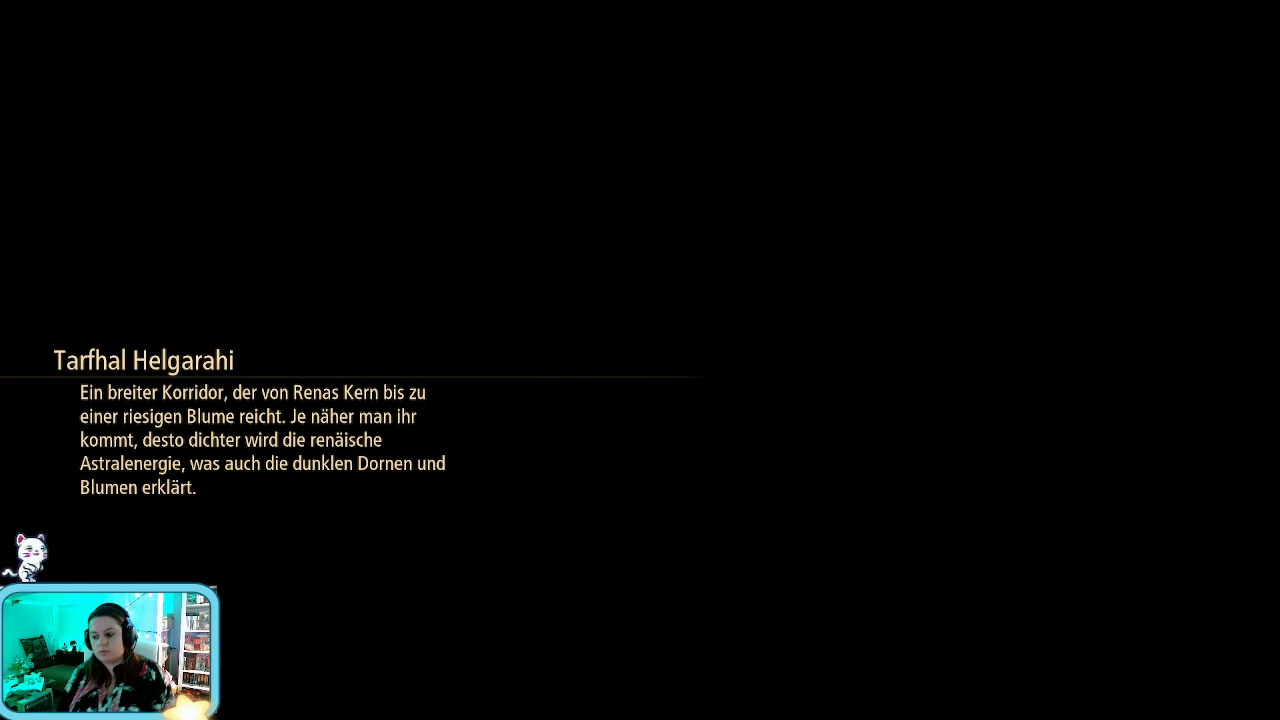 Tarfhal Helgarahi
Ein breiter Korridor, der von Renas Kern bis zu
einer riesigen Blume reicht. Je näher man ihr
kommt, desto dichter wird die renäische
Astralenergie, was auch die dunklen Dornen und
Blumen erklärt.